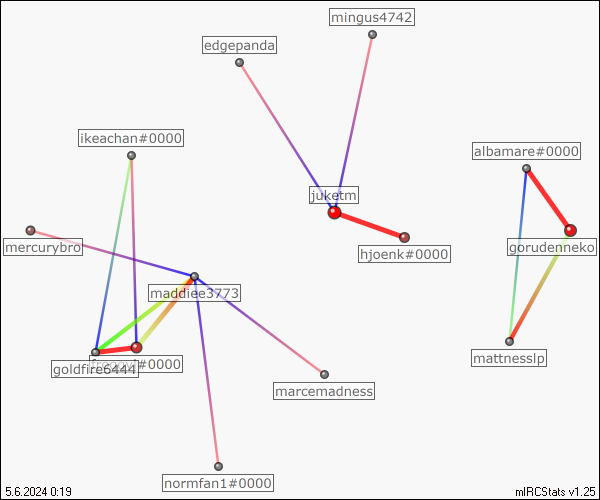 mingus4742
edgepanda
ikeachan#0000
albamare#0000
juketm
mercurybro
hjoenk#0000
gorudenneko
maddiee3773
mattnesslp
#0000
goldfire6444
marcemadness
normfan1#0000
5.6.2024 0:19
mIRCStats v1.25